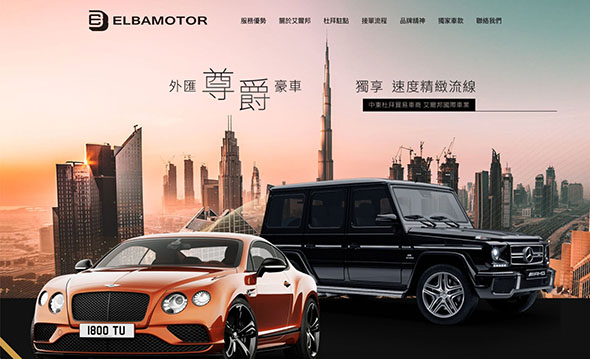 ELBAMOTOR
服務優勢 關於艾爾邦 杜拜駐點 接單流程 品牌精神 獨家車款 聯絡我們
外匯 尊爵 豪車
獨享 速度精緻流線
中東杜拜貿易車商 艾爾邦國際車業
1800 TU
AMG